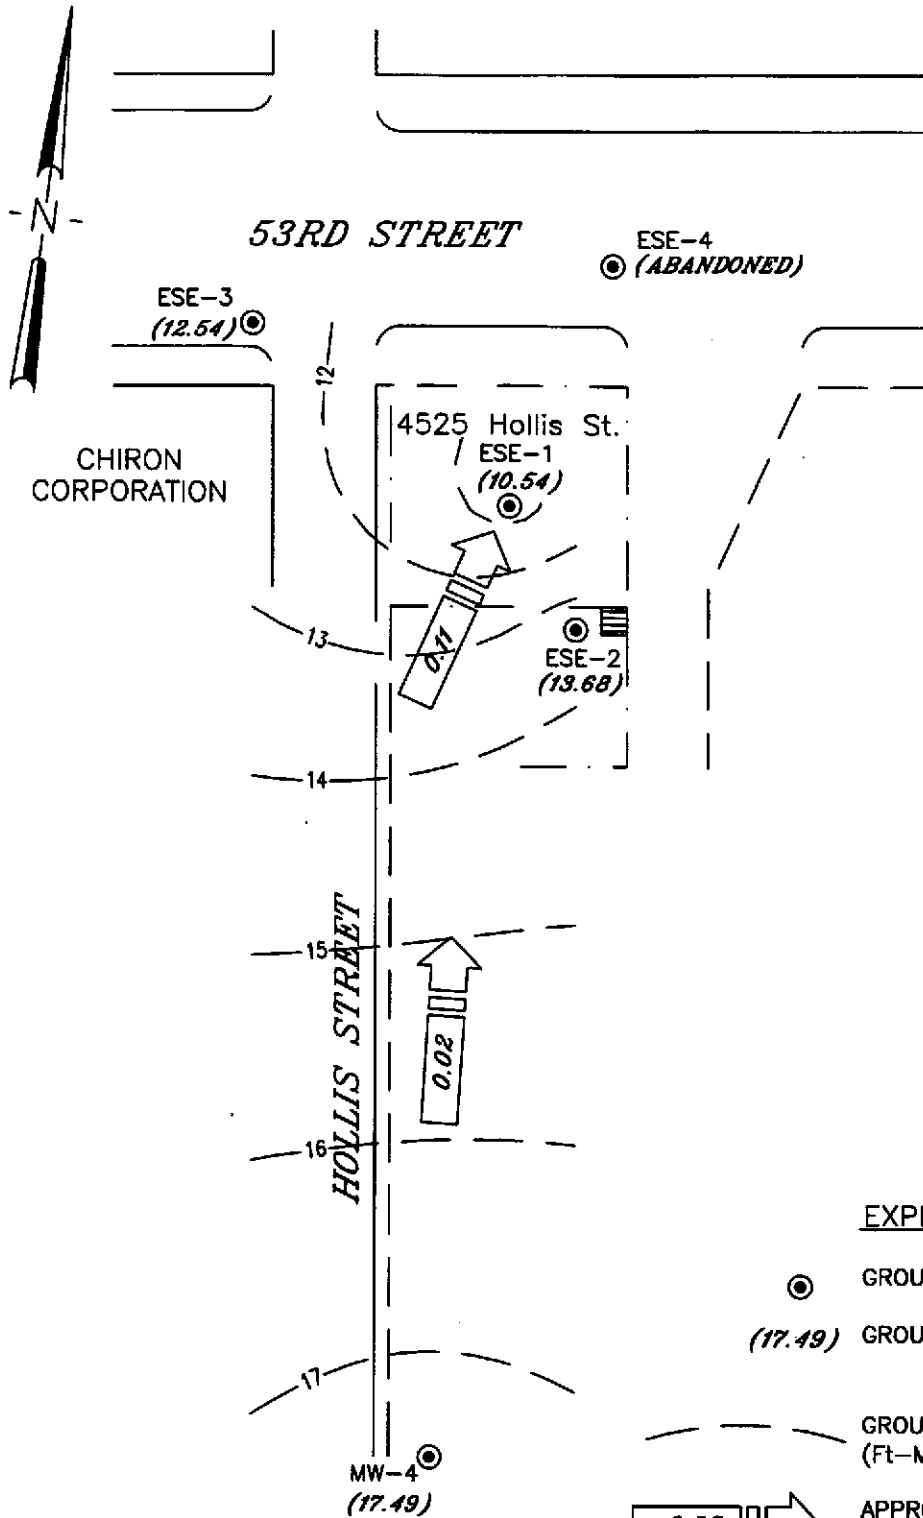 N
53RD STREET
ESE-4
(ABANDONED)
ESE-3
(12.54)
12
4525 Hollis St.
ESE-1
(10.54)
CHIRON
CORPORATION
13
0.11
ESE-2
(13.68)
14
15
HOLLIS STREET
0.02
16
EXPL
GROU
(17.49) GROU
17
GROU
(Ft-M
MW-4
(17.49)
APPRO